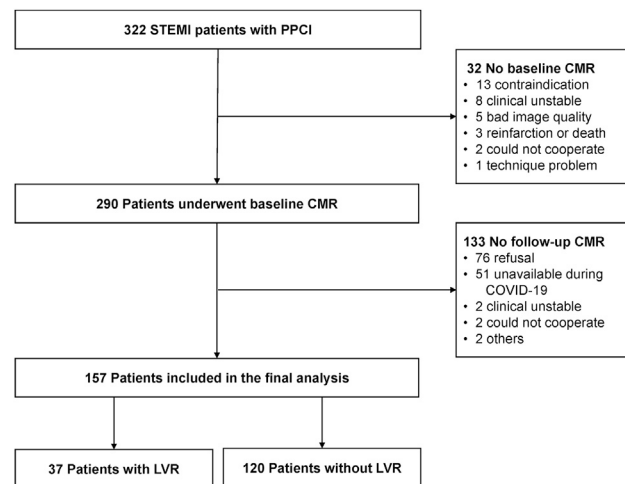 322 STEMI patients with PPCI
32 No baseline CMR
• 13 contraindication
• 8 clinical unstable
• 5 bad image quality
• 3 reinfarction or death
• 2 could not cooperate
• 1 technique problem
290 Patients underwent baseline CMR
133 No follow-up CMR
• 76 refusal
• 51 unavailable during
COVID-19
• 2 clinical unstable
• 2 could not cooperate
• 2 others
157 Patients included in the final analysis
37 Patients with LVR
120 Patients without LVR